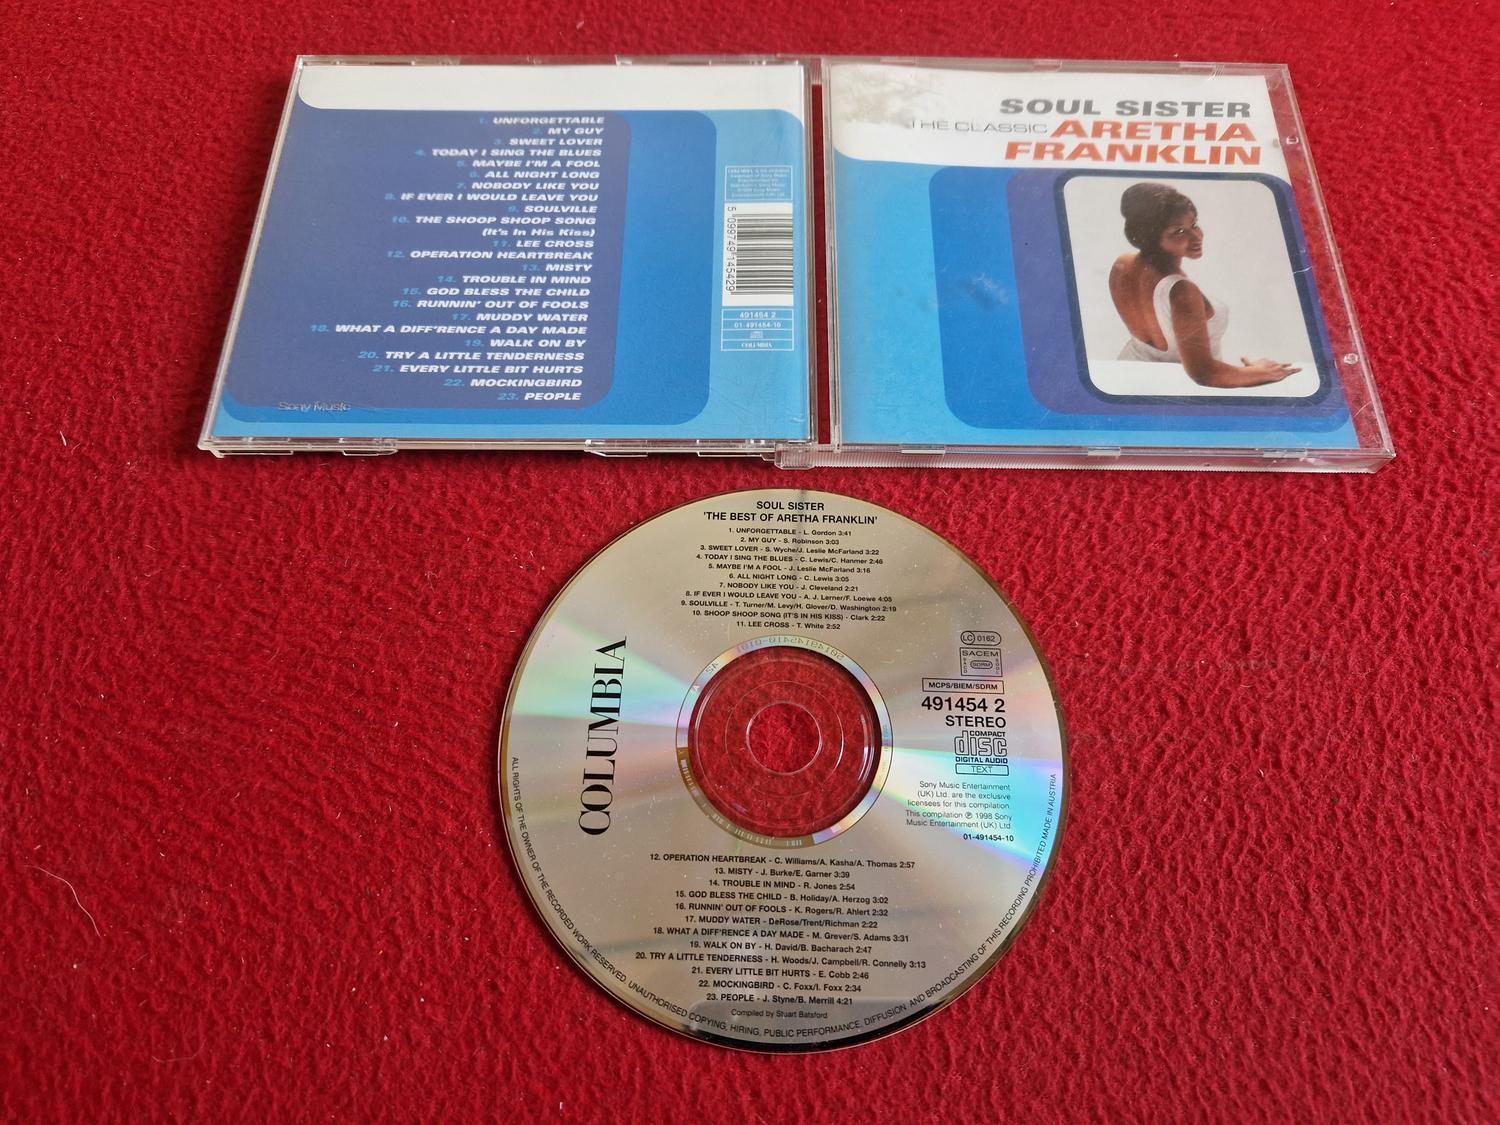 1. UNFORGETTABLE
2. MY GUY
3. SWEET LOVER
4. TODAY I SING THE BLUES
5. MAYBE I'M A FOOL
6. ALL NIGHT LONG
7. NOBODY LIKE YOU
8. IF EVER I WOULD LEAVE YOU
9. SOULVILLE
10. THE SHOOP SHOOP SONG
(It's In His Kiss)
11. LEE CROSS
12. OPERATION HEARTBREAK
13. MISTY
14. TROUBLE IN MIND
15. GOD BLESS THE CHILD
16. RUNNIN' OUT OF FOOLS
17. MUDDY WATER
18. WHAT A DIFF'RENCE A DAY MADE
19. WALK ON BY
20. TRY A LITTLE TENDERNESS
21. EVERY LITTLE BIT HURTS
22. MOCKINGBIRD
23. PEOPLE
Sony Music
5 099749 145429
491454 2
01-491454-10
COLUMBIA
SOUL SISTER
THE CLASSIC ARETHA
FRANKLIN
SOUL SISTER
'THE BEST OF ARETHA FRANKLIN'
1. UNFORGETTABLE - L. Gordon 3:41
2. MY GUY - S. Robinson 3:03
3. SWEET LOVER - S. Wyche/J. Leslie McFarland 3:22
4. TODAY I SING THE BLUES - C. Lewis/C. Hanmer 2:46
5. MAYBE I'M A FOOL - J. Leslie McFarland 3:16
6. ALL NIGHT LONG - C. Lewis 3:05
7. NOBODY LIKE YOU - J. Cleveland 2:21
8. IF EVER I WOULD LEAVE YOU - A. J. Lerner/F. Loewe 4:05
9. SOULVILLE - T. Turner/M. Levy/H. Glover/D. Washington 2:19
10. SHOOP SHOOP SONG (IT'S IN HIS KISS) - Clark 2:22
11. LEE CROSS - T. White 2:52
COLUMBIA
LC 0162
SACEM
SDRM
MCPS/BIEM/SDRM
491454 2
STEREO
COMPACT
disc
DIGITAL AUDIO
TEXT
Sony Music Entertainment
(UK) Ltd. are the exclusive
licensees for this compilation.
This compilation ℗ 1998 Sony
Music Entertainment (UK) Ltd.
01-491454-10
12. OPERATION HEARTBREAK - C. Williams/A. Kasha/A. Thomas 2:57
13. MISTY - J. Burke/E. Garner 3:39
14. TROUBLE IN MIND - R. Jones 2:54
15. GOD BLESS THE CHILD - B. Holiday/A. Herzog 3:02
16. RUNNIN' OUT OF FOOLS - K. Rogers/R. Ahlert 2:32
17. MUDDY WATER - DeRose/Trent/Richman 2:22
18. WHAT A DIFF'RENCE A DAY MADE - M. Grever/S. Adams 3:31
19. WALK ON BY - H. David/B. Bacharach 2:47
20. TRY A LITTLE TENDERNESS - H. Woods/J. Campbell/R. Connelly 3:13
21. EVERY LITTLE BIT HURTS - E. Cobb 2:46
22. MOCKINGBIRD - C. Foxx/I. Foxx 2:34
23. PEOPLE - J. Styne/B. Merrill 4:21
Compiled by Stuart Batsford
ALL RIGHTS OF THE OWNER OF THE RECORDED WORK RESERVED. UNAUTHORISED COPYING, HIRING, PUBLIC PERFORMANCE, DIFFUSION AND BROADCASTING OF THIS RECORDING PROHIBITED MADE IN AUSTRIA